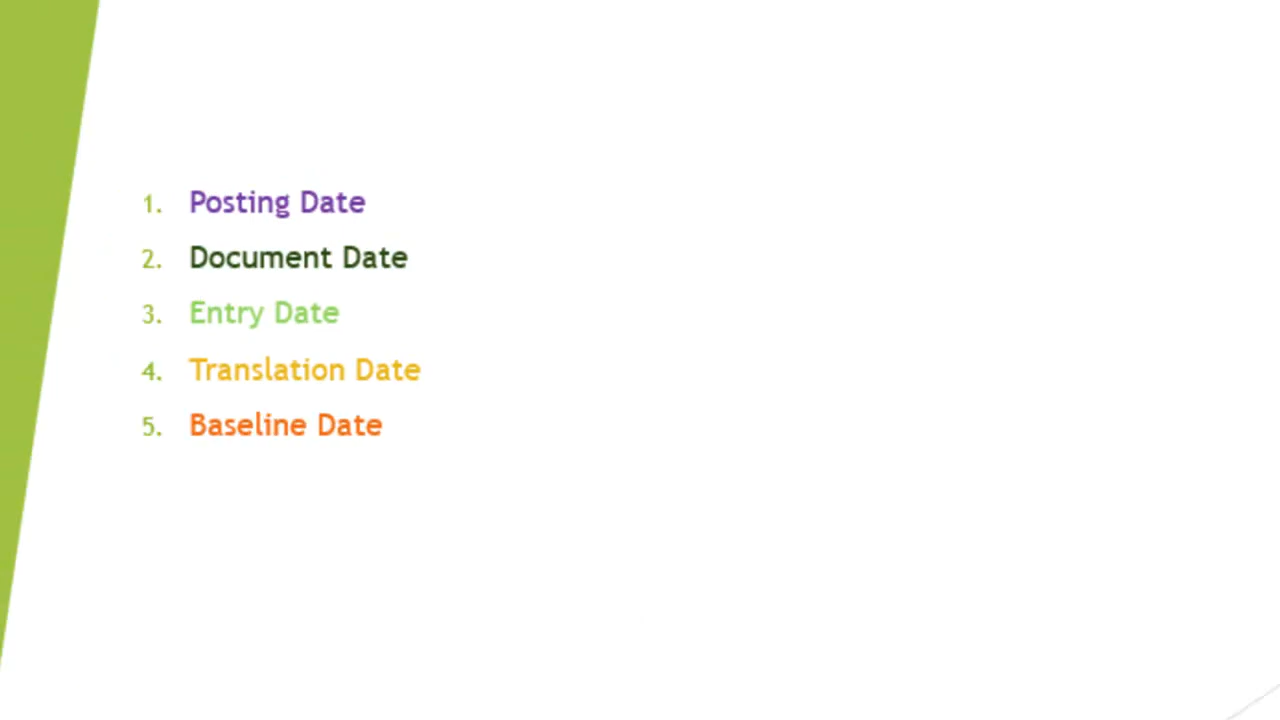 1. Posting Date
2. Document Date
3. Entry Date
4. Translation Date
5. Baseline Date